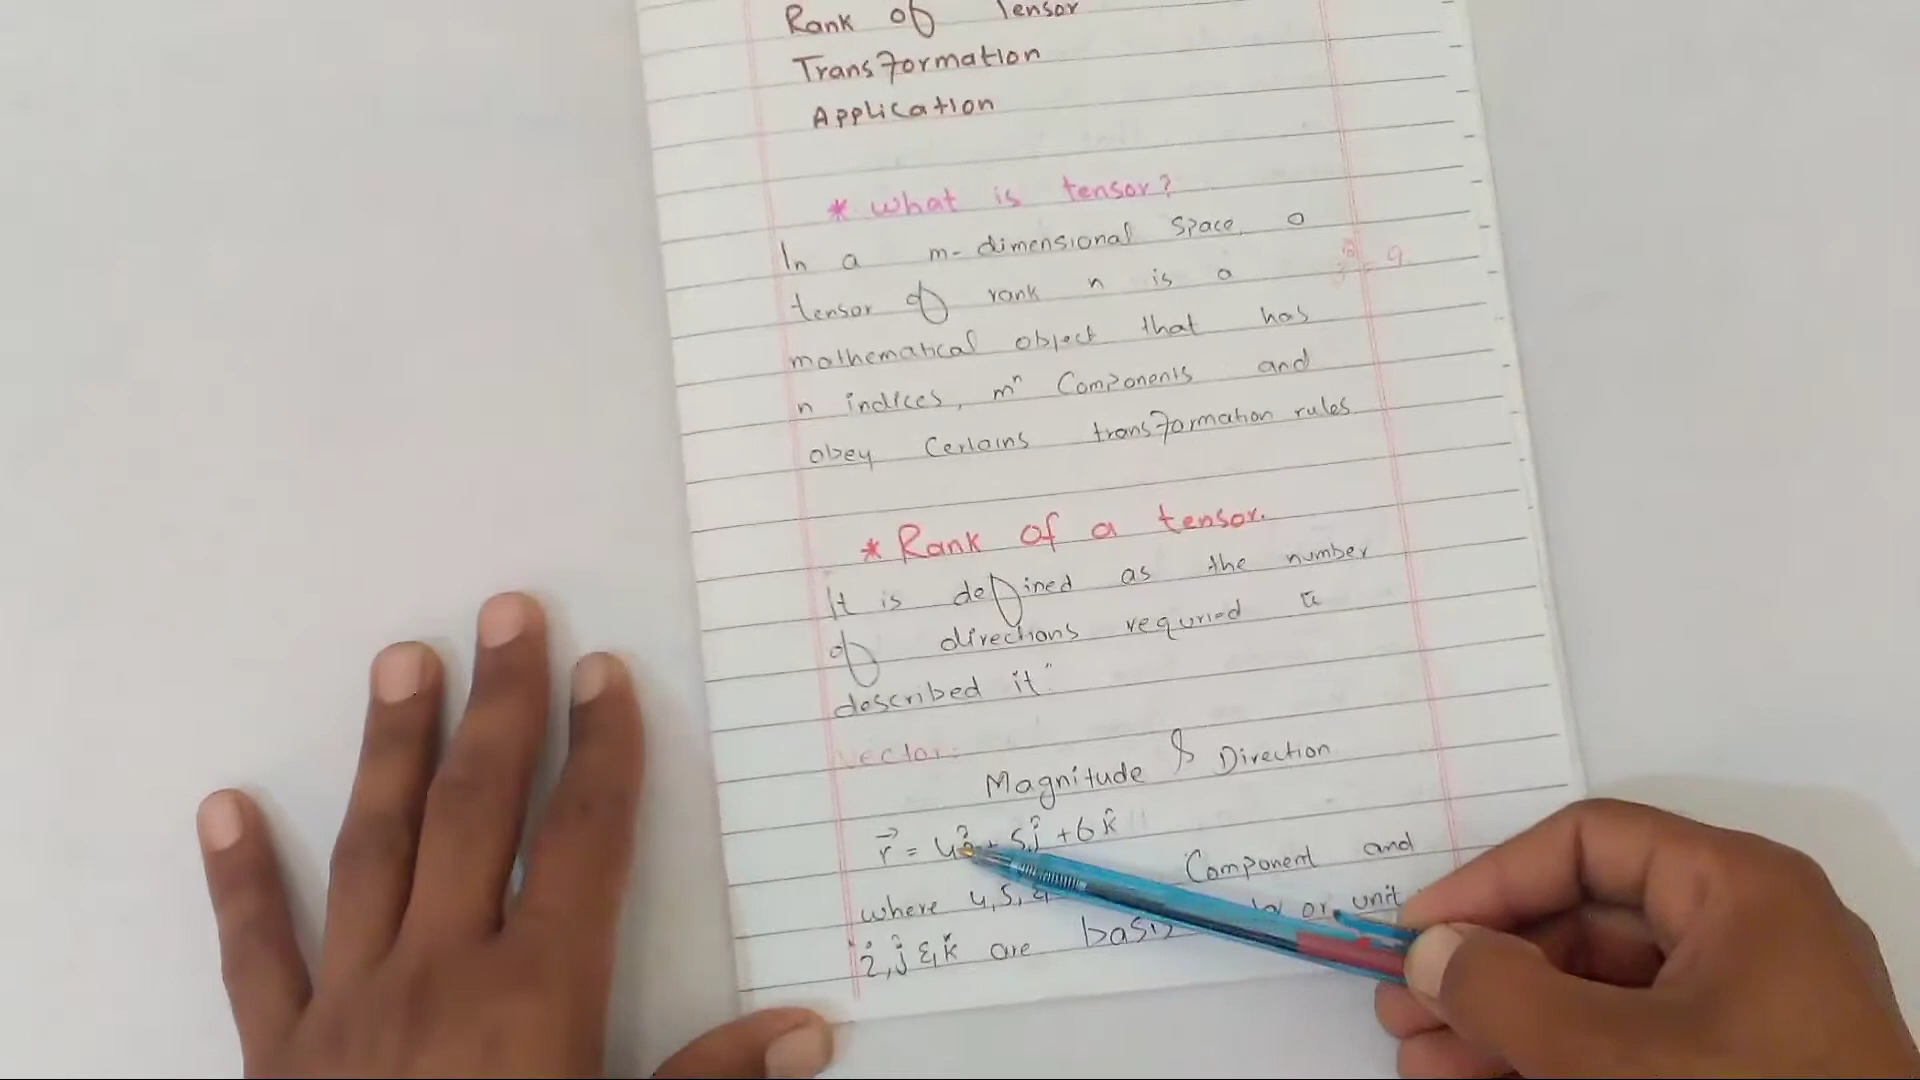 Rank of Tensor
Transformation
Application
* what is tensor?
In a m-dimensional space, a
tensor of rank n is a
mathematical object that has
n indices, mⁿ Components and
obey Certains transformation rules
* Rank of a tensor.
It is defined as the number
of directions requried to
described it"
Vector:
Magnitude & Direction
r⃗ = 4î + 5ĵ + 6k̂
where 4, 5, & Component and
î, ĵ & k̂ are basis or unit